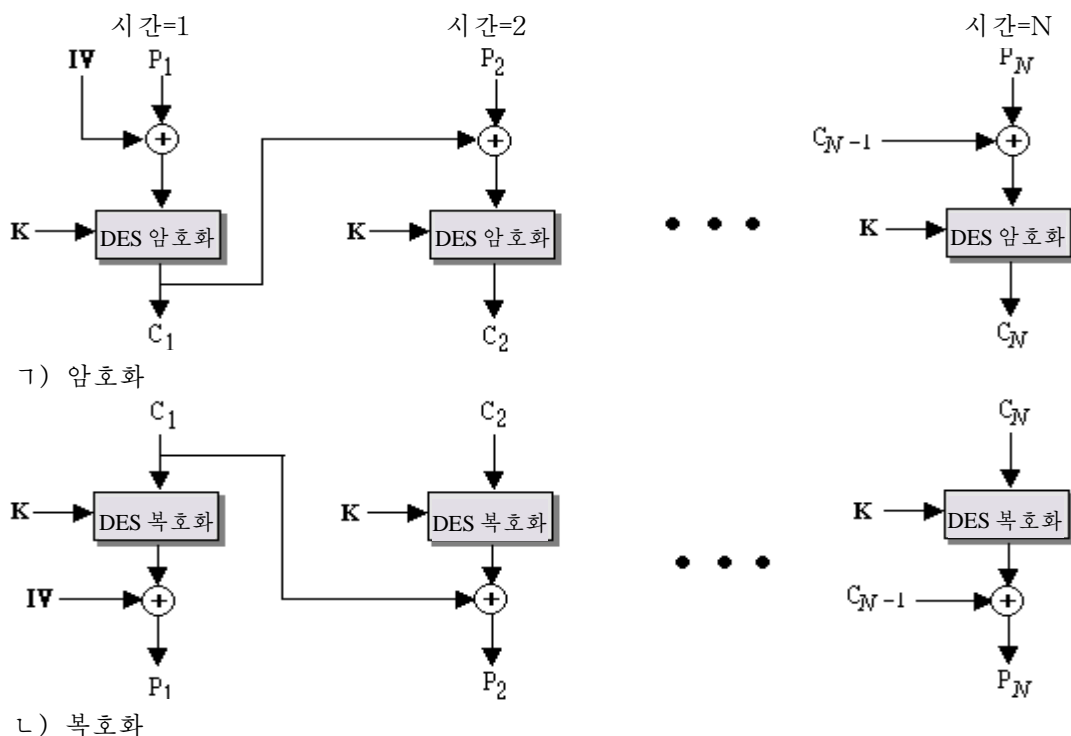 시간=1 시간=2 시간=N
IV P1 P2 PN
CN-1
K DES 암호화 K DES 암호화 K DES 암호화
C1 C2 CN
ㄱ) 암호화
C1 C2 CN
K DES 복호화 K DES 복호화 K DES 복호화
IV CN-1
P1 P2 PN
ㄴ) 복호화